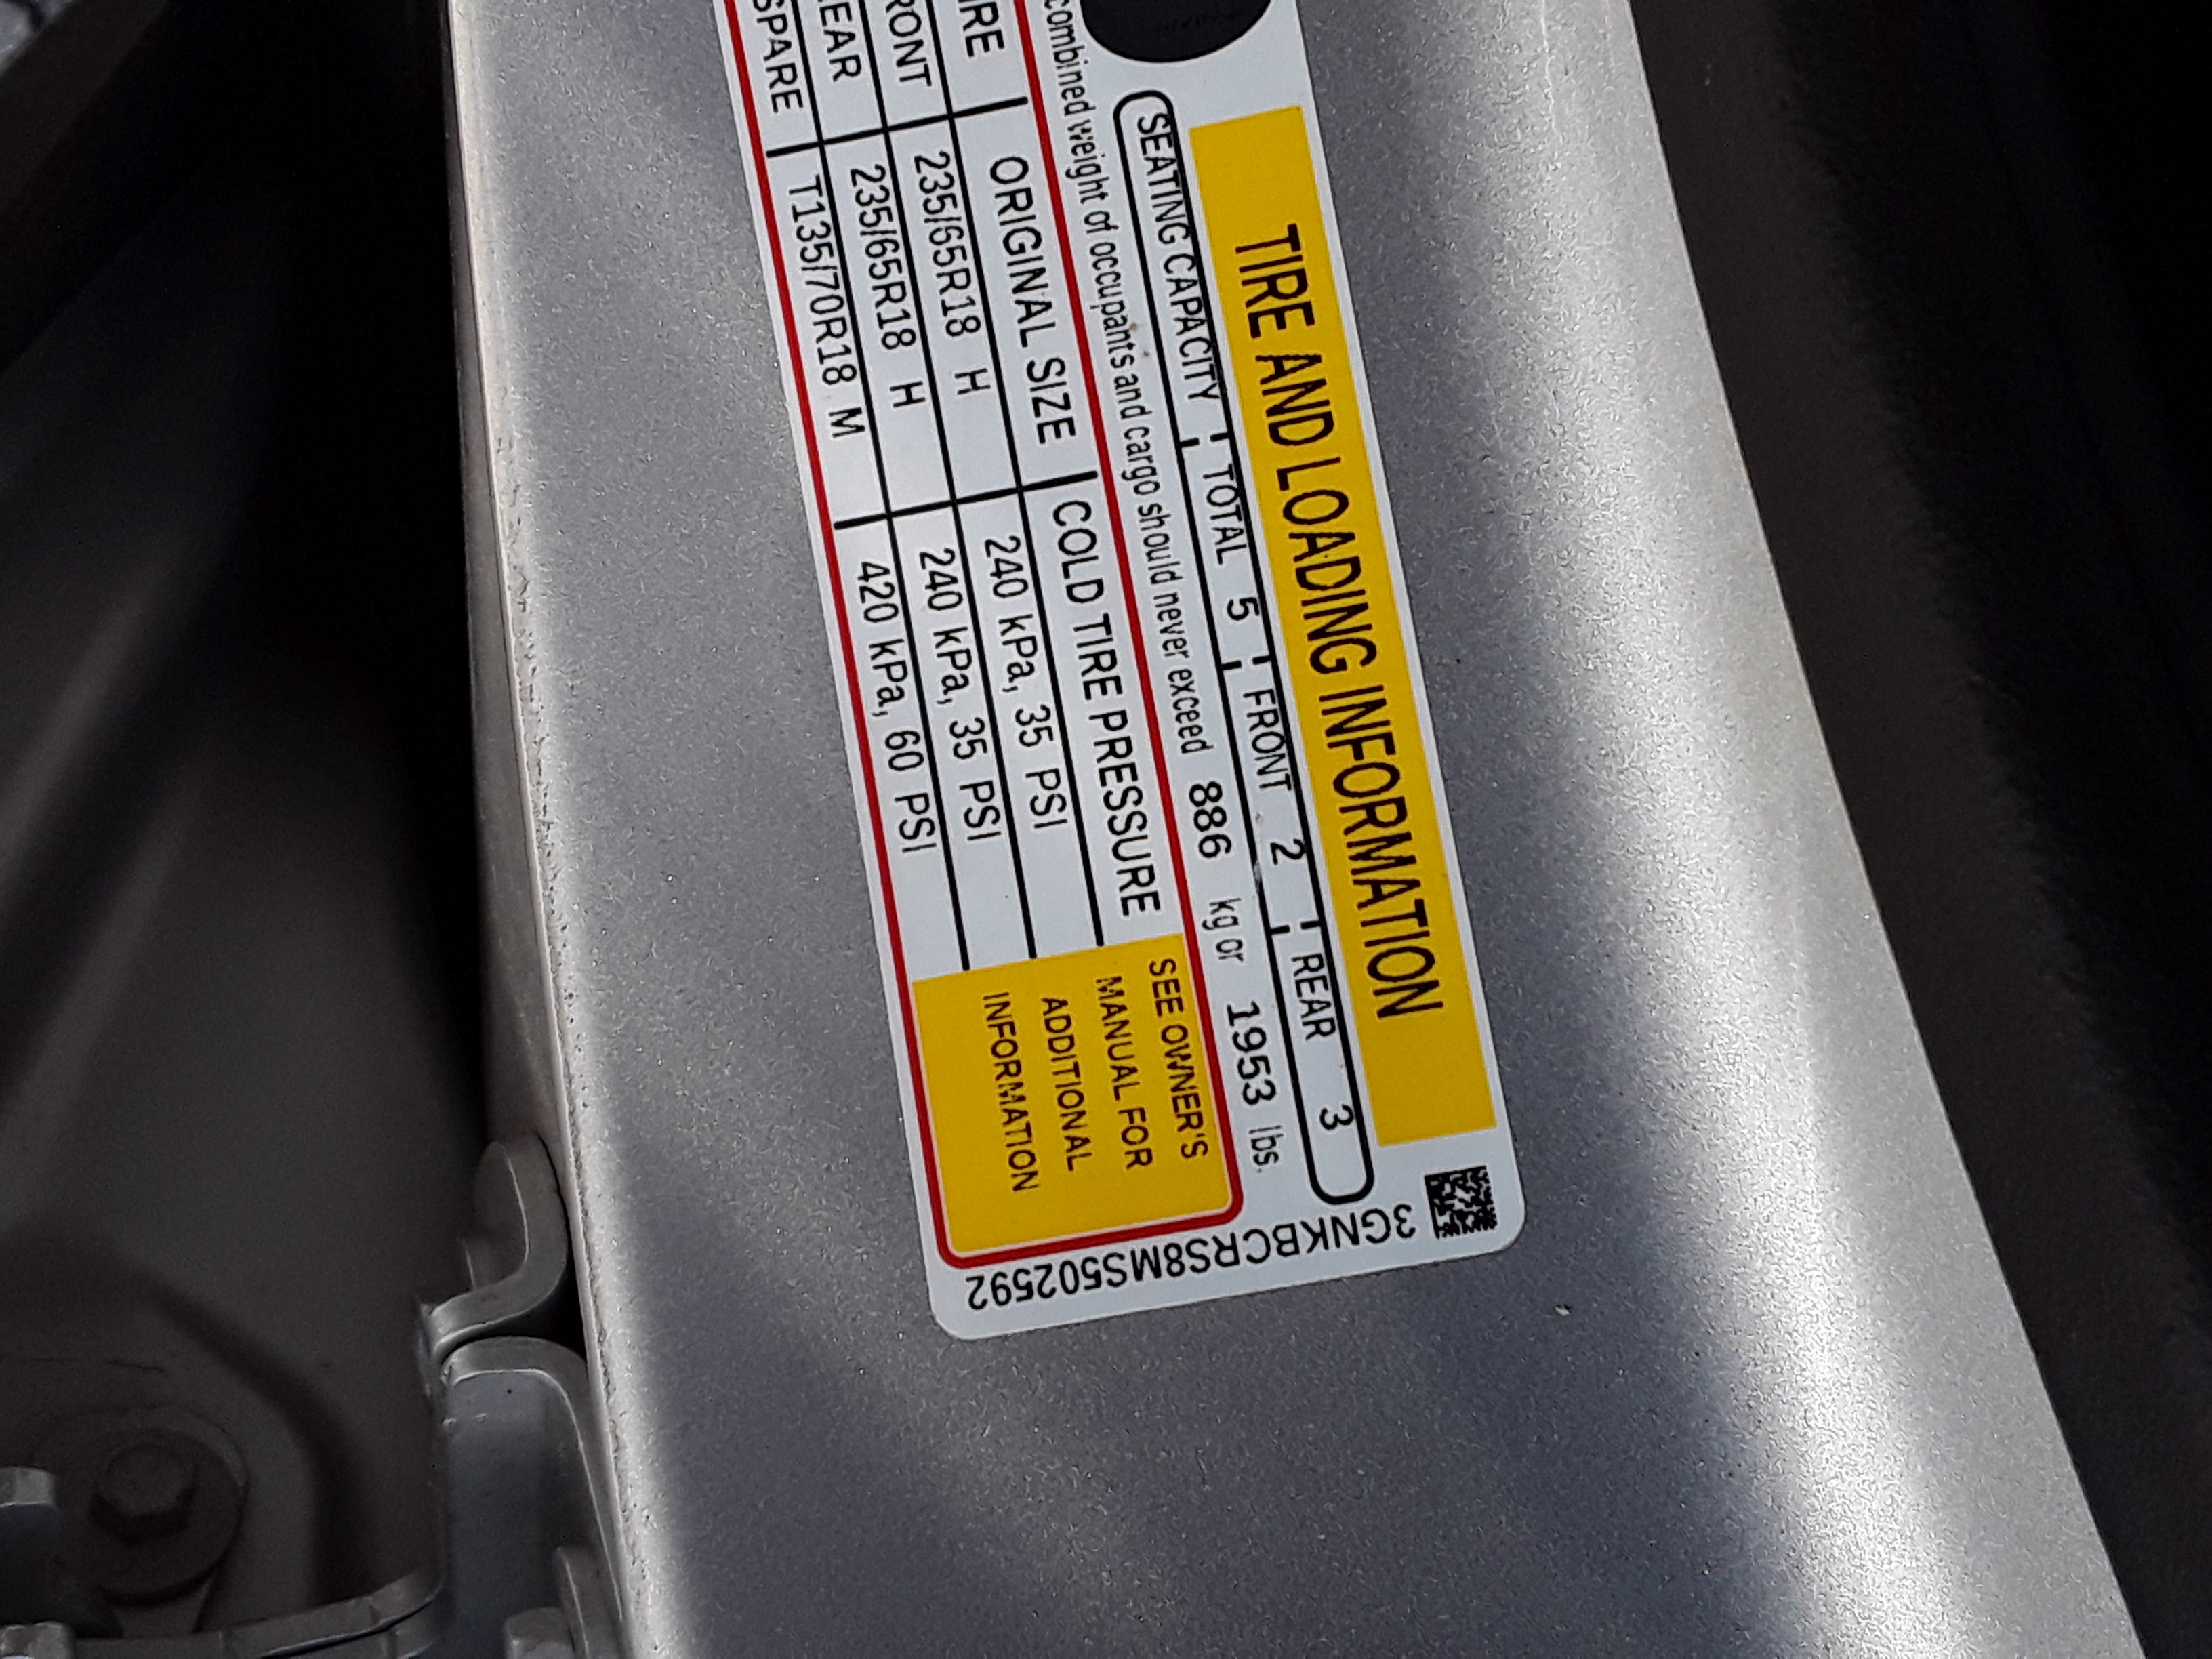 TIRE AND LOADING INFORMATION
SEATING CAPACITY TOTAL 5 FRONT 2 REAR 3
combined weight of occupants and cargo should never exceed 886 kg or 1953 lbs.
IRE ORIGINAL SIZE COLD TIRE PRESSURE
RONT 235/65R18 H 240 kPa, 35 PSI
EAR 235/65R18 H 240 kPa, 35 PSI
SPARE T135/70R18 M 420 kPa, 60 PSI
SEE OWNER'S
MANUAL FOR
ADDITIONAL
INFORMATION
3GNKBCRS8MS502592